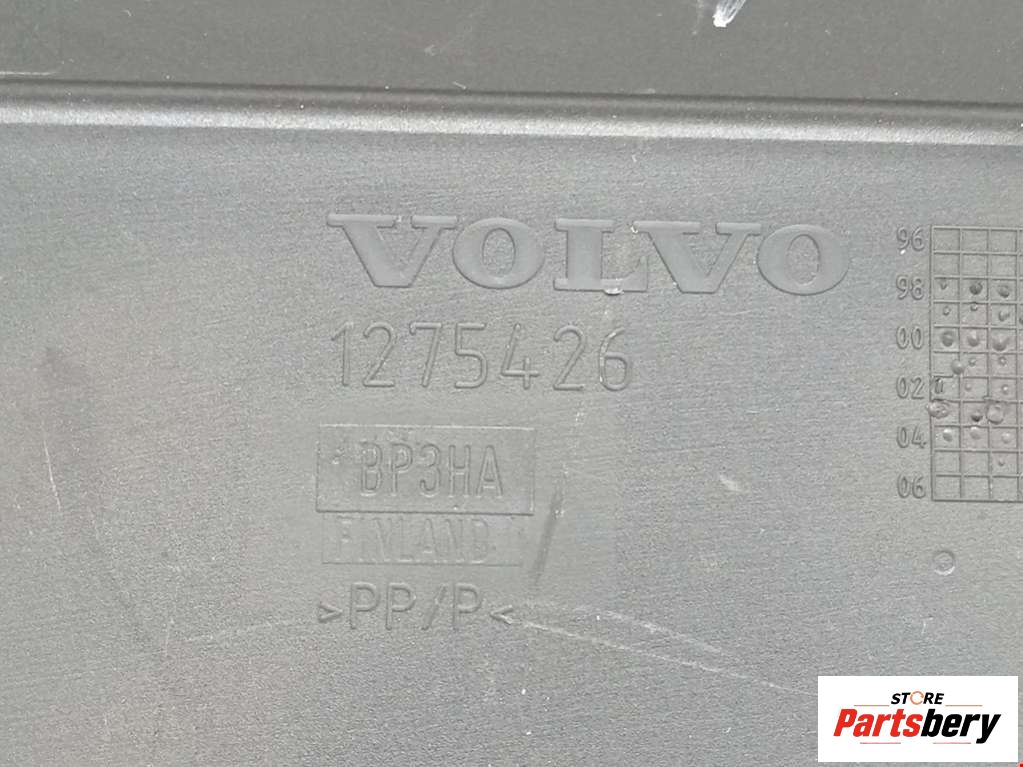 VOLVO
1275426
BP3HA
FINLAND
>PP/P<
96
98
00
02
04
06
STORE
Partsbery